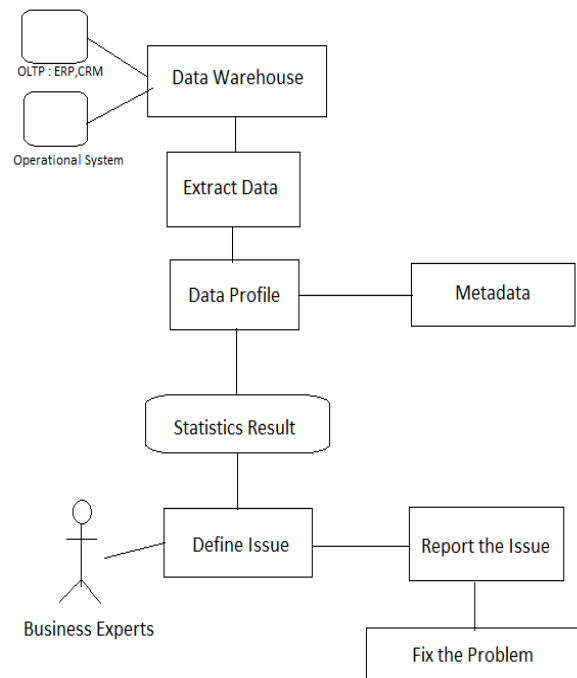 OLTP : ERP,CRM
Data Warehouse
Operational System
Extract Data
Data Profile
Metadata
Statistics Result
Define Issue
Report the Issue
Business Experts
Fix the Problem